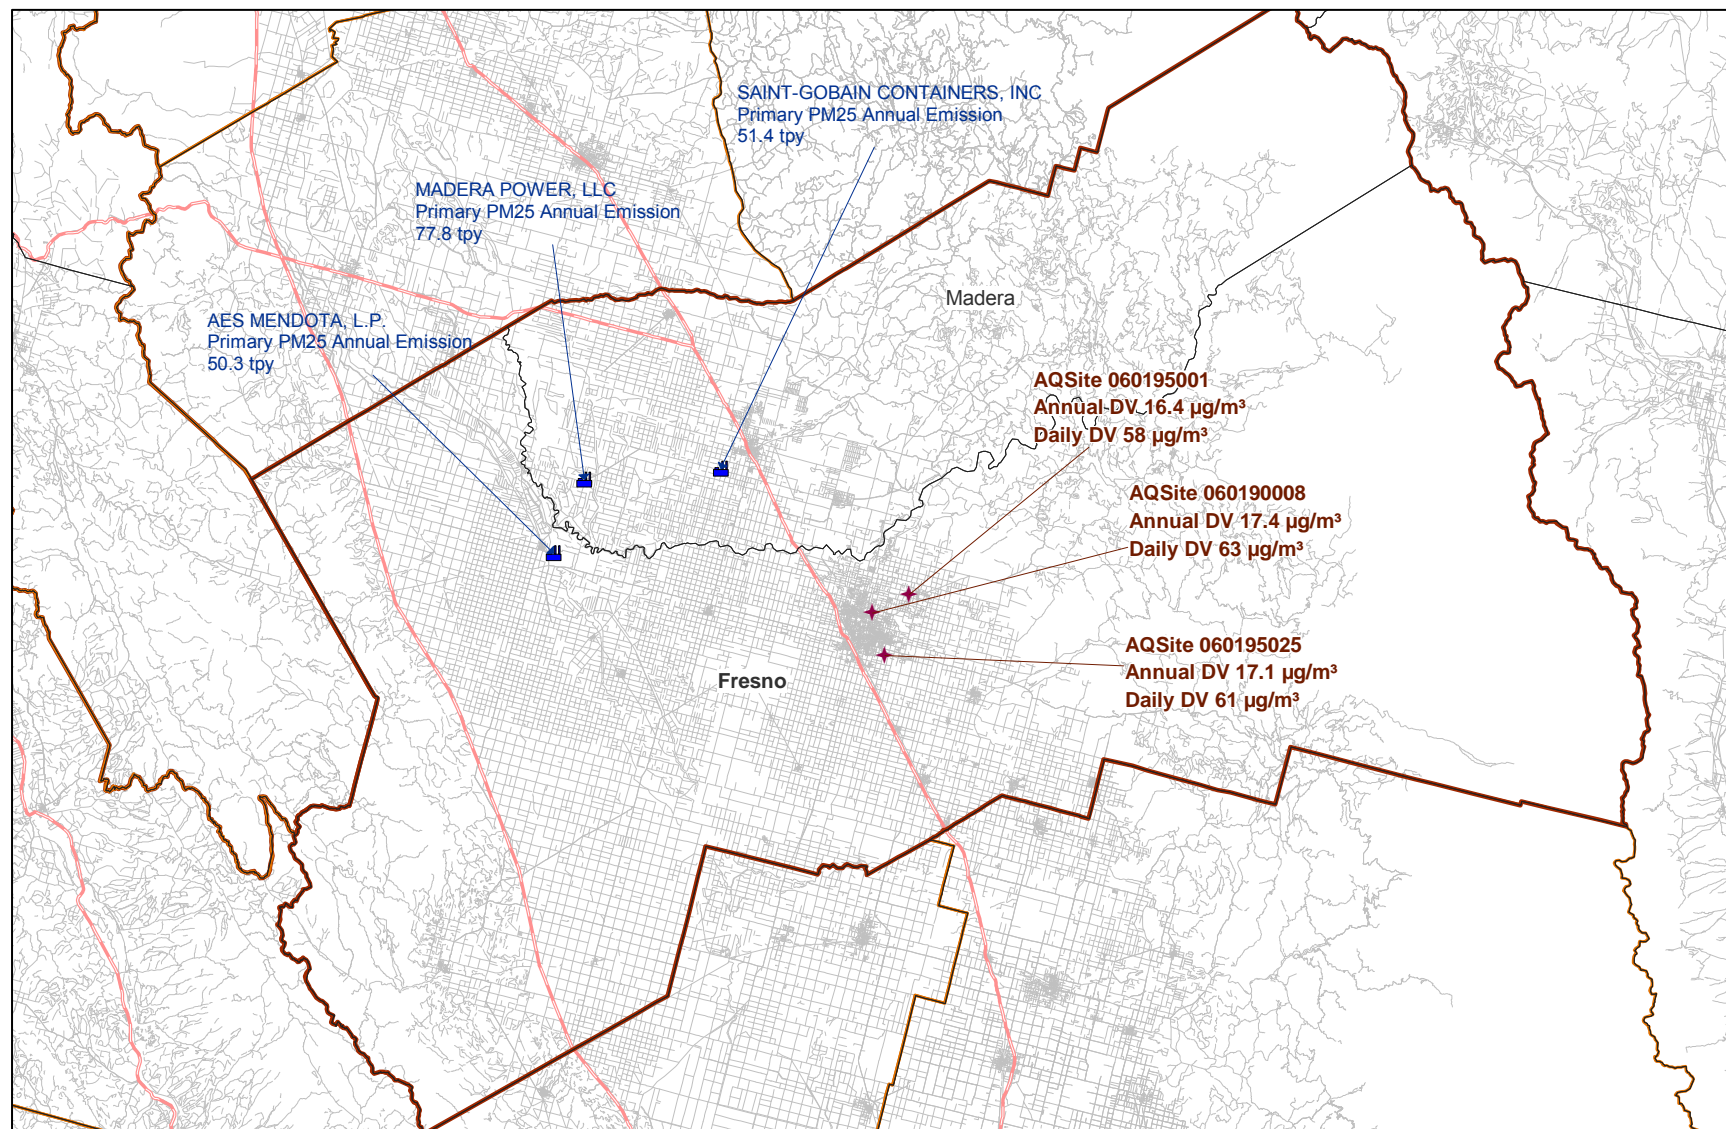 SAINT-GOBAIN CONTAINERS, INC
Primary PM25 Annual Emission
51.4 tpy
MADERA POWER, LLC
Primary PM25 Annual Emission
77.8 tpy
AES MENDOTA, L.P.
Primary PM25 Annual Emission
50.3 tpy
Madera
AQSite 060195001
Annual DV 16.4 µg/m³
Daily DV 58 µg/m³
AQSite 060190008
Annual DV 17.4 µg/m³
Daily DV 63 µg/m³
AQSite 060195025
Annual DV 17.1 µg/m³
Daily DV 61 µg/m³
Fresno